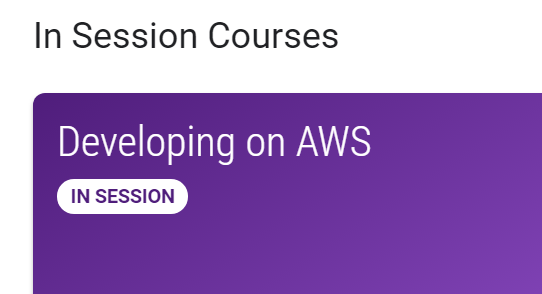 In Session Courses
Developing on AWS
IN SESSION